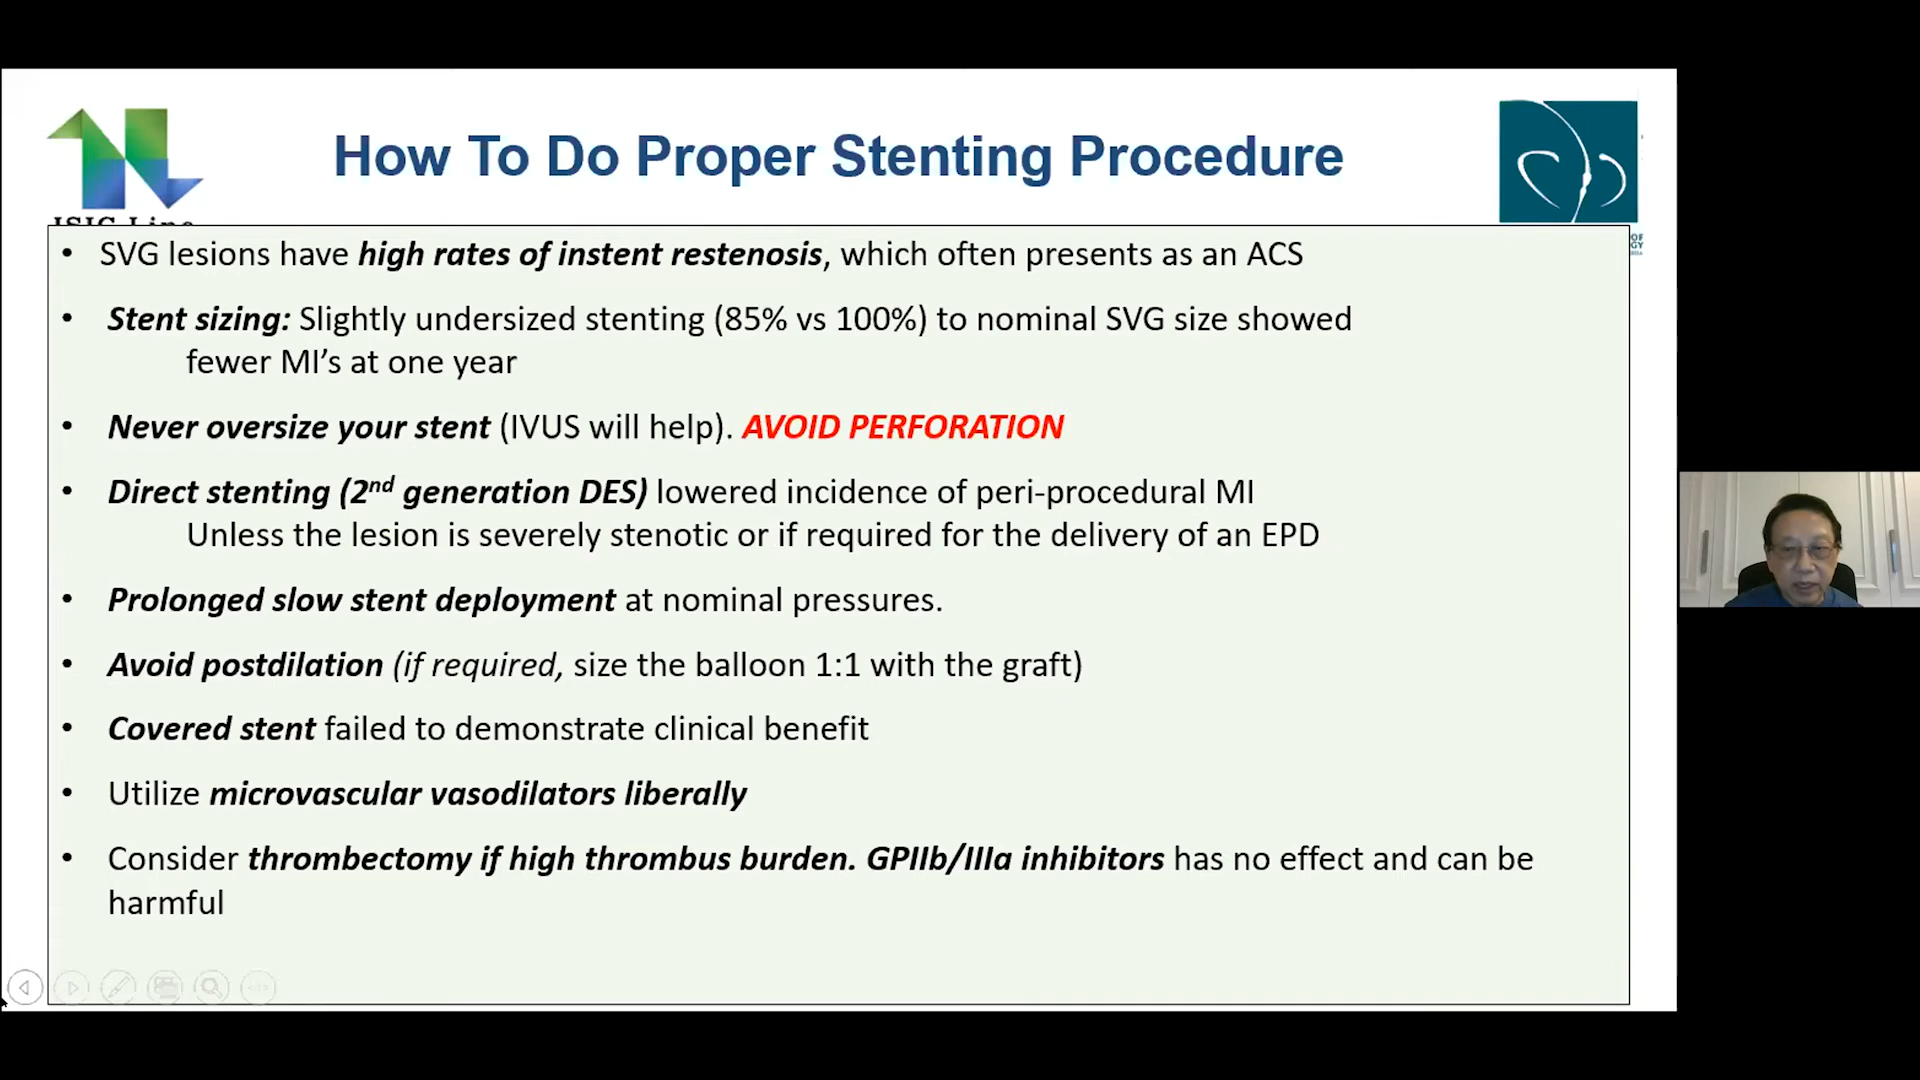 How To Do Proper Stenting Procedure
• SVG lesions have high rates of instent restenosis, which often presents as an ACS
• Stent sizing: Slightly undersized stenting (85% vs 100%) to nominal SVG size showed
fewer MI’s at one year
• Never oversize your stent (IVUS will help). AVOID PERFORATION
• Direct stenting (2nd generation DES) lowered incidence of peri-procedural MI
Unless the lesion is severely stenotic or if required for the delivery of an EPD
• Prolonged slow stent deployment at nominal pressures.
• Avoid postdilation (if required, size the balloon 1:1 with the graft)
• Covered stent failed to demonstrate clinical benefit
• Utilize microvascular vasodilators liberally
• Consider thrombectomy if high thrombus burden. GPIIb/IIIa inhibitors has no effect and can be
harmful